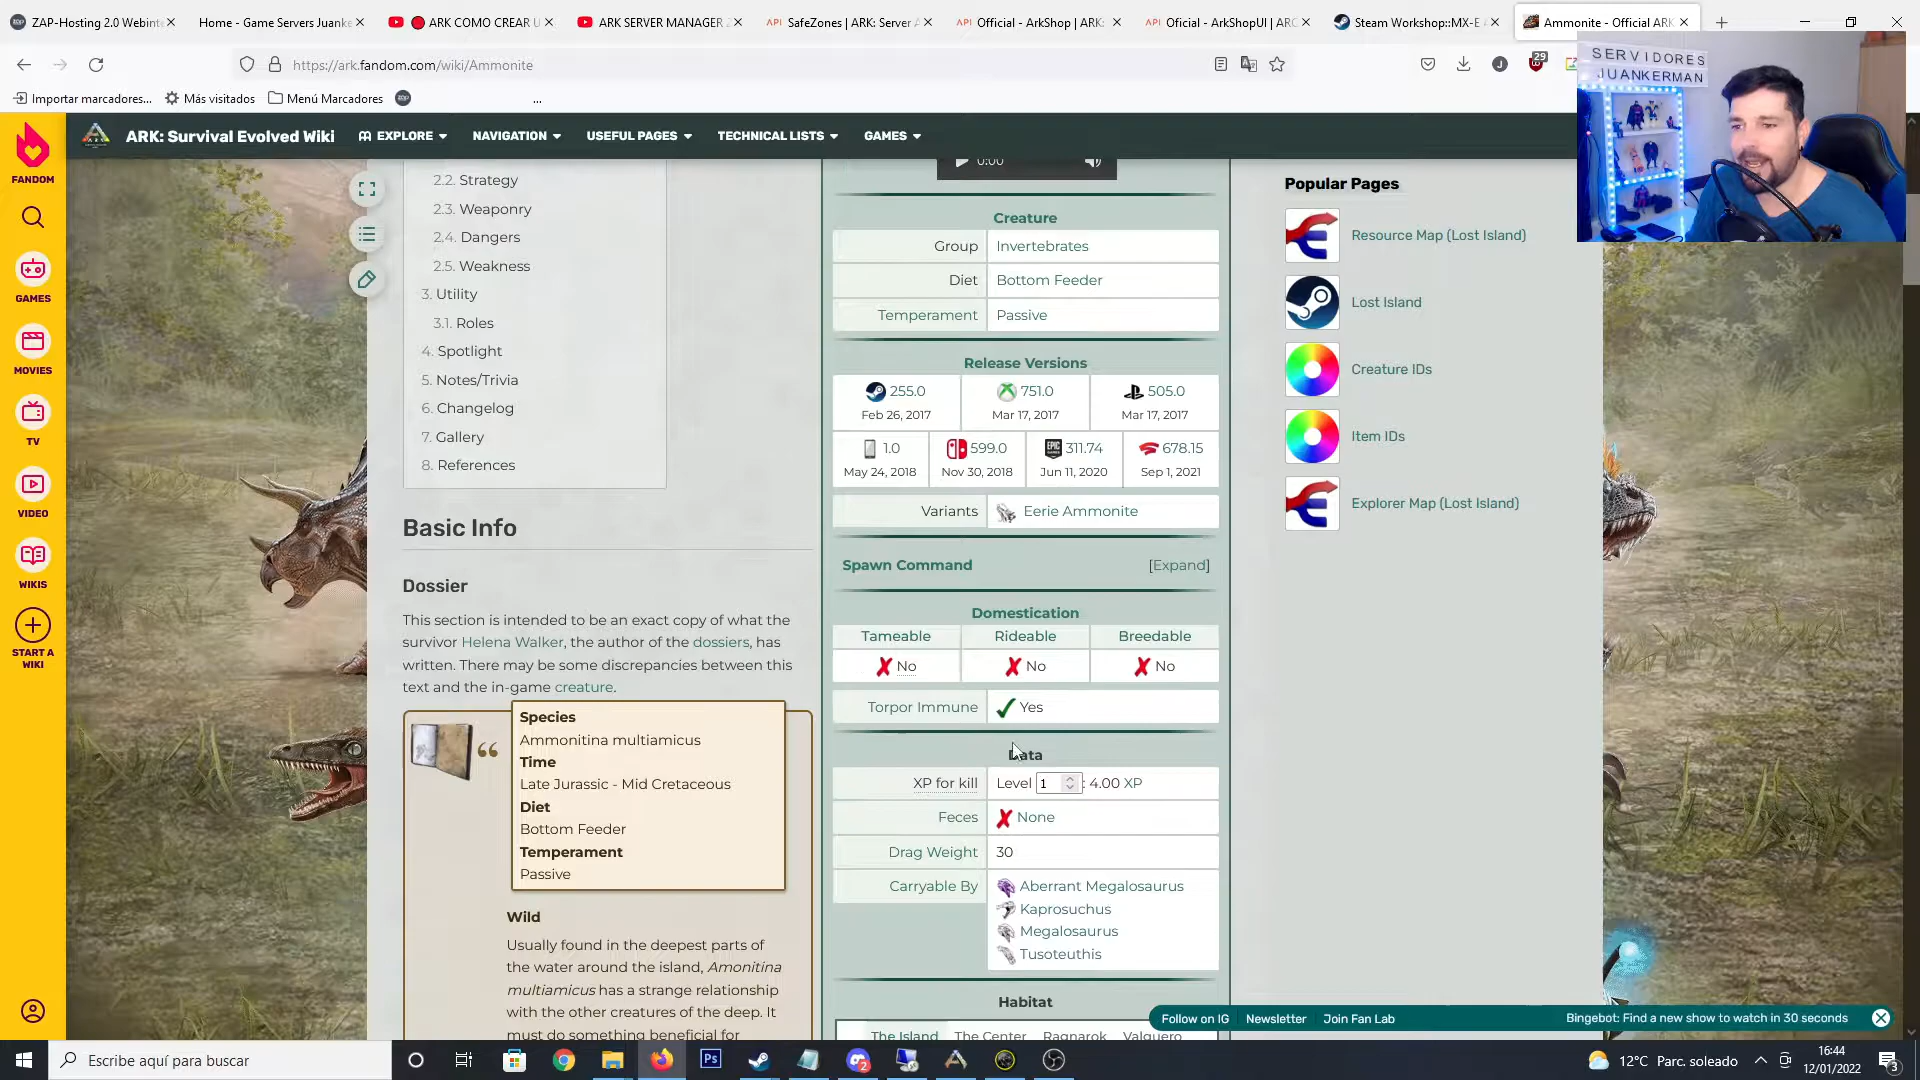 ZAP-Hosting 2.0 Webinte
Home - Game Servers Juanke
ARK COMO CREAR U
ARK SERVER MANAGER
API SafeZones | ARK: Server
API Official - ArkShop | ARK:
API Oficial - ArkShopUI | ARC
Steam Workshop::MX-E
Ammonite - Official ARK
https://ark.fandom.com/wiki/Ammonite
29
Importar marcadores...
Más visitados
Menú Marcadores
...
SERVIDORES
JUANKERMAN
FANDOM
GAMES
MOVIES
TV
VIDEO
WIKIS
START A
WIKI
ARK: Survival Evolved Wiki
EXPLORE
NAVIGATION
USEFUL PAGES
TECHNICAL LISTS
GAMES
2.2. Strategy
2.3. Weaponry
2.4. Dangers
2.5. Weakness
3. Utility
3.1. Roles
4. Spotlight
5. Notes/Trivia
6. Changelog
7. Gallery
8. References
Basic Info
Dossier
This section is intended to be an exact copy of what the
survivor Helena Walker, the author of the dossiers, has
written. There may be some discrepancies between this
text and the in-game creature.
Species
Ammonitina multiamicus
Time
Late Jurassic - Mid Cretaceous
Diet
Bottom Feeder
Temperament
Passive
Wild
Usually found in the deepest parts of
the water around the island, Amonitina
multiamicus has a strange relationship
with the other creatures of the deep. It
must do something beneficial for
0:00
Creature
Group Invertebrates
Diet Bottom Feeder
Temperament Passive
Release Versions
255.0 751.0 505.0
Feb 26, 2017 Mar 17, 2017 Mar 17, 2017
1.0 599.0 EPIC GAMES 311.74 678.15
May 24, 2018 Nov 30, 2018 Jun 11, 2020 Sep 1, 2021
Variants Eerie Ammonite
Spawn Command [Expand]
Domestication
Tameable Rideable Breedable
No No No
Torpor Immune Yes
Data
XP for kill Level 1 : 4.00 XP
Feces None
Drag Weight 30
Carryable By Aberrant Megalosaurus
Kaprosuchus
Megalosaurus
Tusoteuthis
Habitat
The Island The Center Ragnarok Valguero
Popular Pages
Resource Map (Lost Island)
Lost Island
Creature IDs
Item IDs
Explorer Map (Lost Island)
Follow on IG Newsletter Join Fan Lab Bingebot: Find a new show to watch in 30 seconds
Escribe aquí para buscar
Ps
2
12°C Parc. soleado
16:44
12/01/2022
3